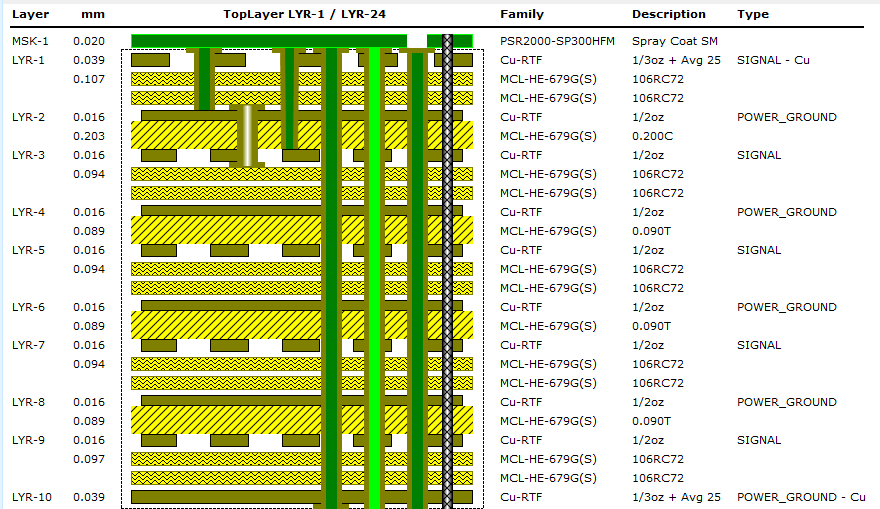 Layer mm TopLayer LYR-1 / LYR-24 Family Description Type
MSK-1 0.020 PSR2000-SP300HFM Spray Coat SM
LYR-1 0.039 Cu-RTF 1/3oz + Avg 25 SIGNAL - Cu
0.107 MCL-HE-679G(S) 106RC72
MCL-HE-679G(S) 106RC72
LYR-2 0.016 Cu-RTF 1/2oz POWER_GROUND
0.203 MCL-HE-679G(S) 0.200C
LYR-3 0.016 Cu-RTF 1/2oz SIGNAL
0.094 MCL-HE-679G(S) 106RC72
MCL-HE-679G(S) 106RC72
LYR-4 0.016 Cu-RTF 1/2oz POWER_GROUND
0.089 MCL-HE-679G(S) 0.090T
LYR-5 0.016 Cu-RTF 1/2oz SIGNAL
0.094 MCL-HE-679G(S) 106RC72
MCL-HE-679G(S) 106RC72
LYR-6 0.016 Cu-RTF 1/2oz POWER_GROUND
0.089 MCL-HE-679G(S) 0.090T
LYR-7 0.016 Cu-RTF 1/2oz SIGNAL
0.094 MCL-HE-679G(S) 106RC72
MCL-HE-679G(S) 106RC72
LYR-8 0.016 Cu-RTF 1/2oz POWER_GROUND
0.089 MCL-HE-679G(S) 0.090T
LYR-9 0.016 Cu-RTF 1/2oz SIGNAL
0.097 MCL-HE-679G(S) 106RC72
MCL-HE-679G(S) 106RC72
LYR-10 0.039 Cu-RTF 1/3oz + Avg 25 POWER_GROUND - Cu